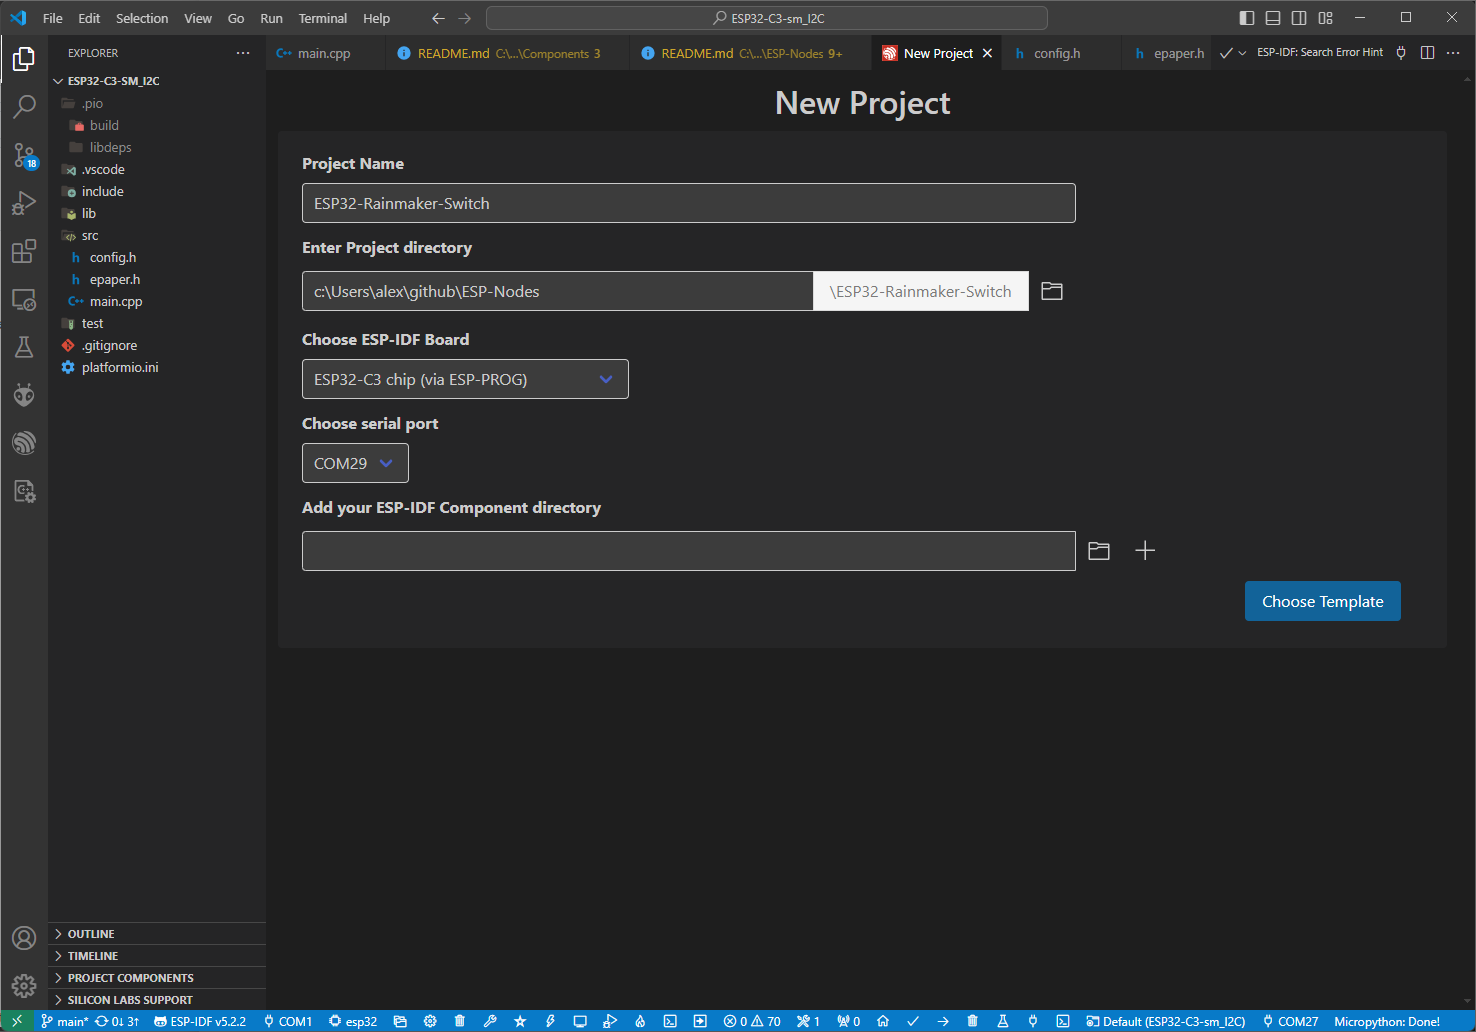 File Edit Selection View Go Run Terminal Help ESP32-C3-sm_I2C
EXPLORER
main.cpp README.md C:\...\Components 3 README.md C:\...\ESP-Nodes 9+ New Project config.h epaper.h ESP-IDF: Search Error Hint
ESP32-C3-SM_I2C
.pio
build
libdeps
.vscode
include
lib
src
config.h
epaper.h
main.cpp
test
.gitignore
platformio.ini
18
New Project
Project Name
ESP32-Rainmaker-Switch
Enter Project directory
c:\Users\alex\github\ESP-Nodes \ESP32-Rainmaker-Switch
Choose ESP-IDF Board
ESP32-C3 chip (via ESP-PROG)
Choose serial port
COM29
Add your ESP-IDF Component directory
Choose Template
OUTLINE
TIMELINE
PROJECT COMPONENTS
SILICON LABS SUPPORT
main* 0↓ 3↑ ESP-IDF v5.2.2 COM1 esp32 0 70 1 0 Default (ESP32-C3-sm_I2C) COM27 Micropython: Done!